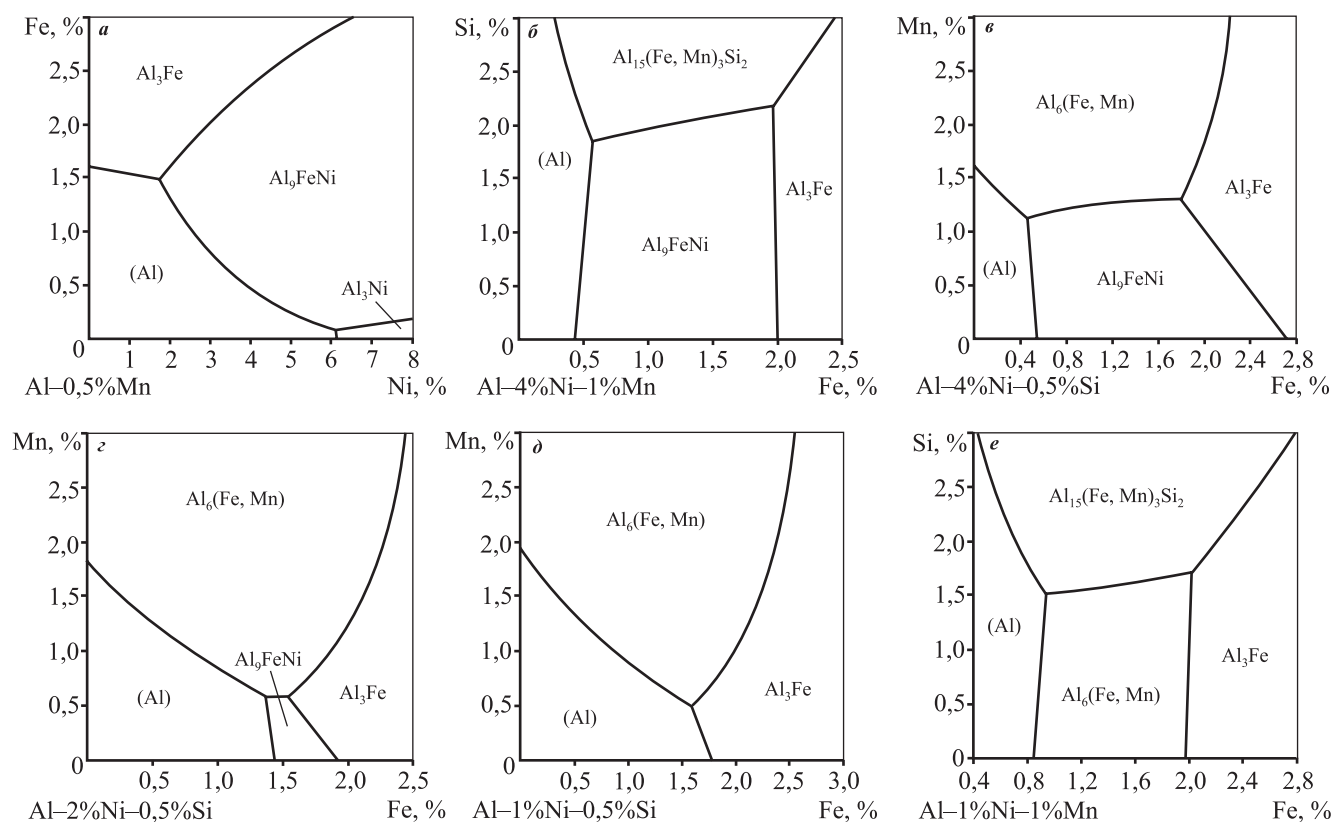 Fe, %
а
2,5
2,0
1,5
1,0
0,5
0
Al₃Fe
Al₉FeNi
(Al)
Al₃Ni
1 2 3 4 5 6 7 8
Al–0,5%Mn
Ni, %
Si, %
б
2,5
2,0
1,5
1,0
0,5
0
Al₁₅(Fe, Mn)₃Si₂
(Al)
Al₃Fe
Al₉FeNi
0,5 1,0 1,5 2,0 2,5
Al–4%Ni–1%Mn
Fe, %
Mn, %
в
2,5
2,0
1,5
1,0
0,5
0
Al₆(Fe, Mn)
Al₃Fe
(Al)
Al₉FeNi
0,4 0,8 1,2 1,6 2,0 2,4 2,8
Al–4%Ni–0,5%Si
Fe, %
Mn, %
г
2,5
2,0
1,5
1,0
0,5
0
Al₆(Fe, Mn)
Al₉FeNi
(Al)
Al₃Fe
0,5 1,0 1,5 2,0 2,5
Al–2%Ni–0,5%Si
Fe, %
Mn, %
д
2,5
2,0
1,5
1,0
0,5
0
Al₆(Fe, Mn)
Al₃Fe
(Al)
0,5 1,0 1,5 2,0 2,5 3,0
Al–1%Ni–0,5%Si
Fe, %
Si, %
е
2,5
2,0
1,5
1,0
0,5
0
Al₁₅(Fe, Mn)₃Si₂
(Al)
Al₃Fe
Al₆(Fe, Mn)
0,4 0,8 1,2 1,6 2,0 2,4 2,8
Al–1%Ni–1%Mn
Fe, %